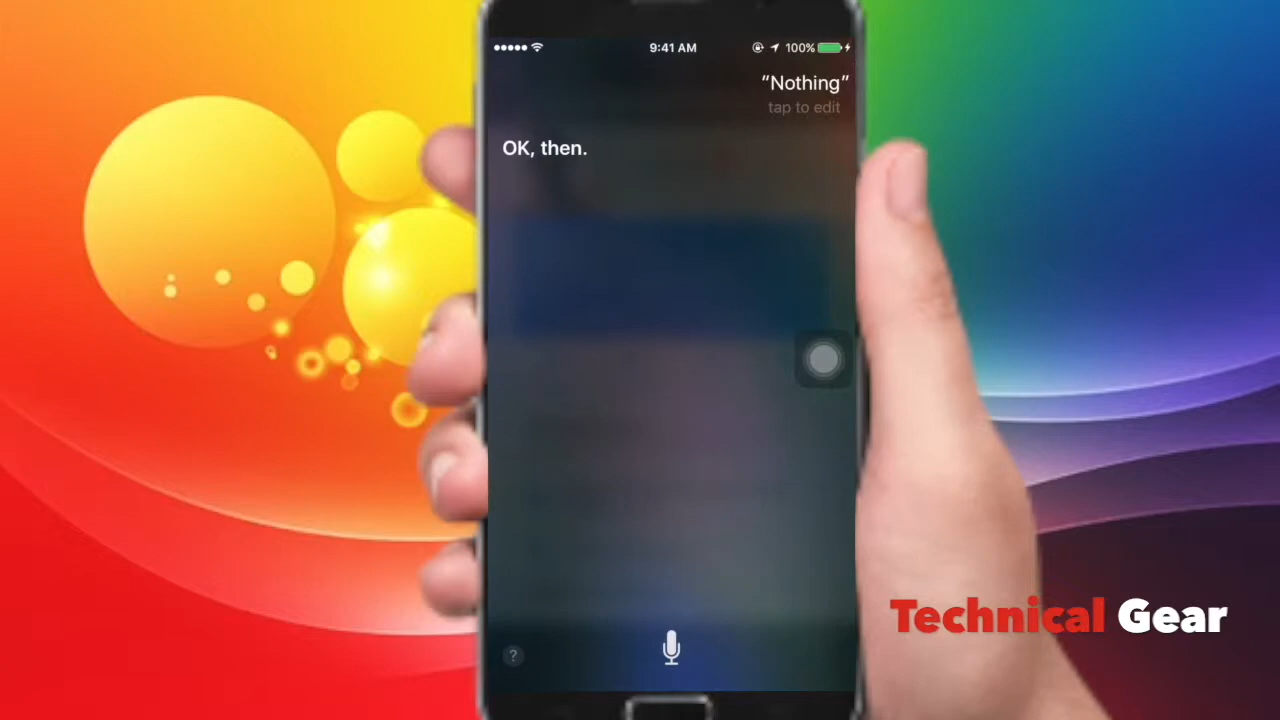 9:41 AM
100%
“Nothing”
tap to edit
OK, then.
?
Technical Gear